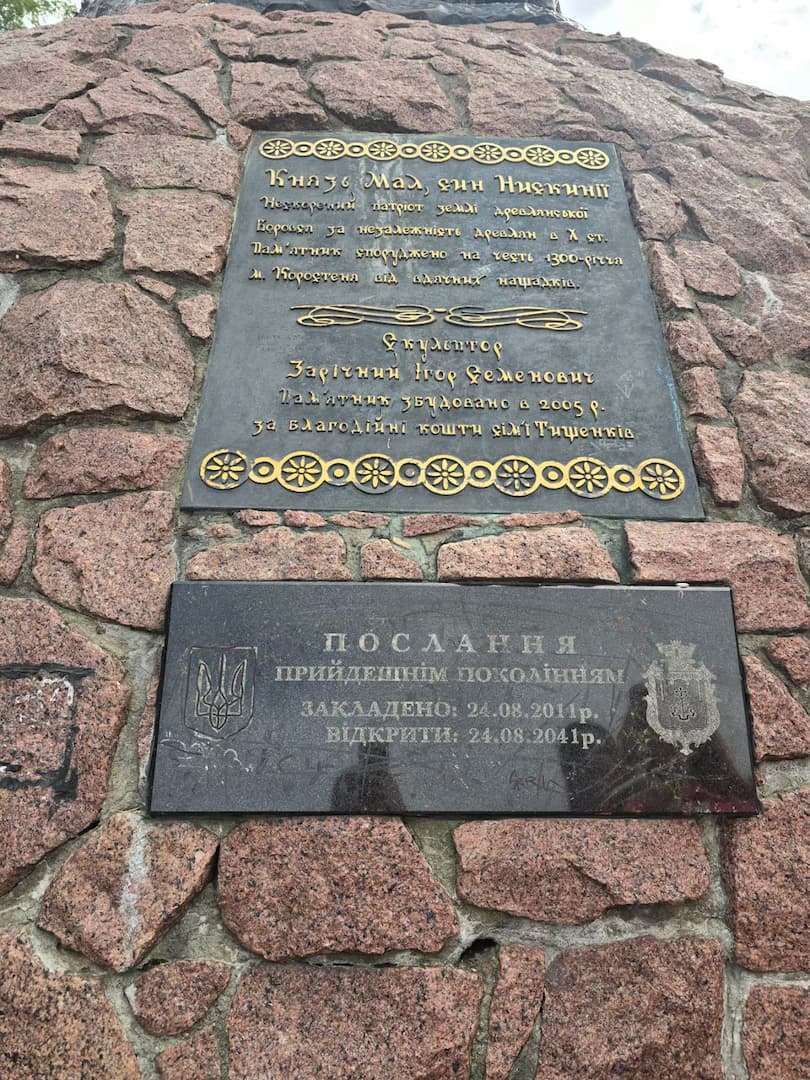 Князь Мал, син Нискинії
Нескорений патріот землі древлянської
Боровся за незалежність древлян в X ст.
Пам'ятник споруджено на честь 1300-річчя
м. Коростеня від вдячних нащадків.
Скульптор
Зарічний Ігор Семенович
Пам'ятник збудовано в 2005 р.
за благодійні кошти сім'ї Тищенків
ПОСЛАННЯ
ПРИЙДЕШНІМ ПОКОЛІННЯМ
ЗАКЛАДЕНО: 24.08.2011р.
ВІДКРИТИ: 24.08.2041р.